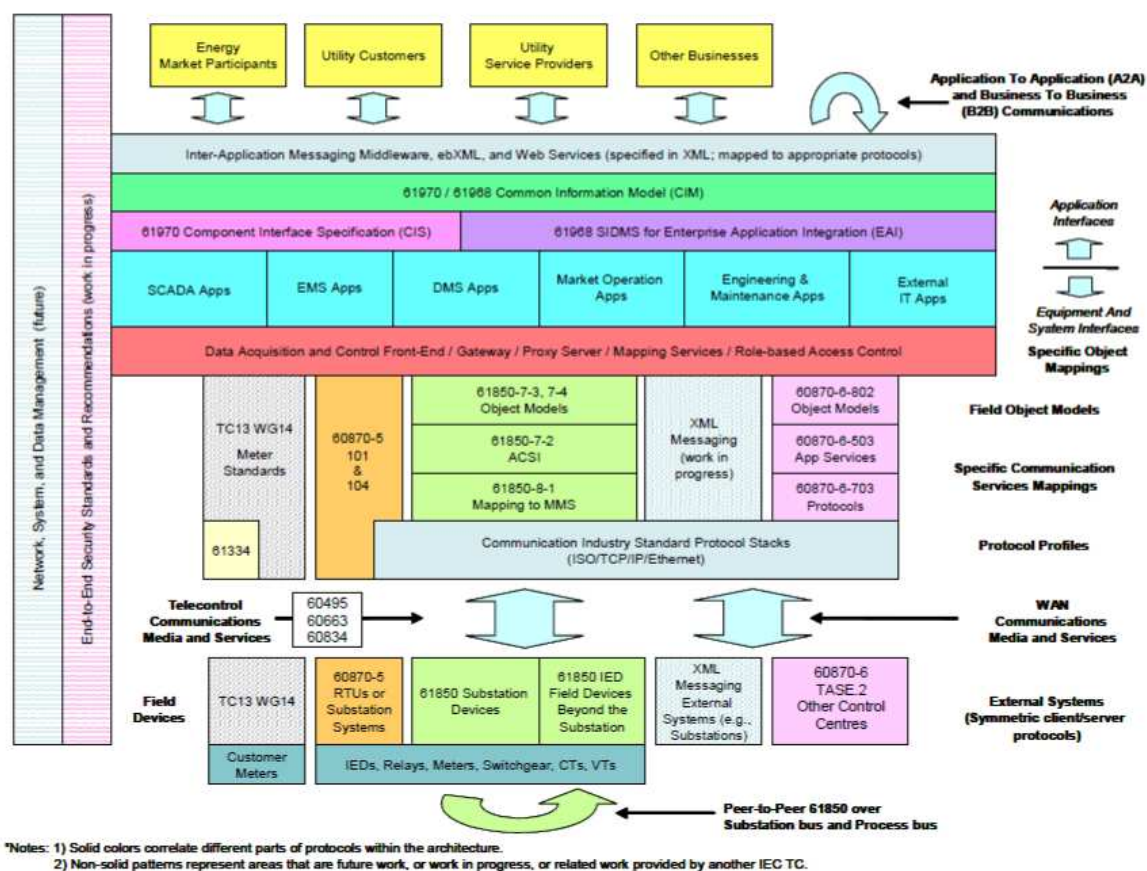 Network, System, and Data Management (future)
End-to-End Security Standards and Recommendations (work in progress)
Energy
Market Participants
Utility Customers
Utility
Service Providers
Other Businesses
Application To Application (A2A)
and Business To Business
(B2B) Communications
Inter-Application Messaging Middleware, ebXML, and Web Services (specified in XML; mapped to appropriate protocols)
61970 / 61968 Common Information Model (CIM)
61970 Component Interface Specification (CIS)
61968 SIDMS for Enterprise Application Integration (EAI)
Application
Interfaces
SCADA Apps
EMS Apps
DMS Apps
Market Operation
Apps
Engineering &
Maintenance Apps
External
IT Apps
Equipment And
System Interfaces
Data Acquisition and Control Front-End / Gateway / Proxy Server / Mapping Services / Role-based Access Control
Specific Object
Mappings
TC13 WG14
Meter
Standards
61334
60870-5
101
&
104
61850-7-3, 7-4
Object Models
61850-7-2
ACSI
61850-8-1
Mapping to MMS
XML
Messaging
(work in
progress)
60870-6-802
Object Models
60870-6-503
App Services
60870-6-703
Protocols
Field Object Models
Specific Communication
Services Mappings
Communication Industry Standard Protocol Stacks
(ISO/TCP/IP/Ethernet)
Protocol Profiles
Telecontrol
Communications
Media and Services
60495
60663
60834
WAN
Communications
Media and Services
Field
Devices
TC13 WG14
60870-5
RTUs or
Substation
Systems
61850 Substation
Devices
61850 IED
Field Devices
Beyond the
Substation
XML
Messaging
External
Systems (e.g.,
Substations)
60870-6
TASE.2
Other Control
Centres
External Systems
(Symmetric client/server
protocols)
Customer
Meters
IEDs, Relays, Meters, Switchgear, CTs, VTs
Peer-to-Peer 61850 over
Substation bus and Process bus
*Notes: 1) Solid colors correlate different parts of protocols within the architecture.
2) Non-solid patterns represent areas that are future work, or work in progress, or related work provided by another IEC TC.